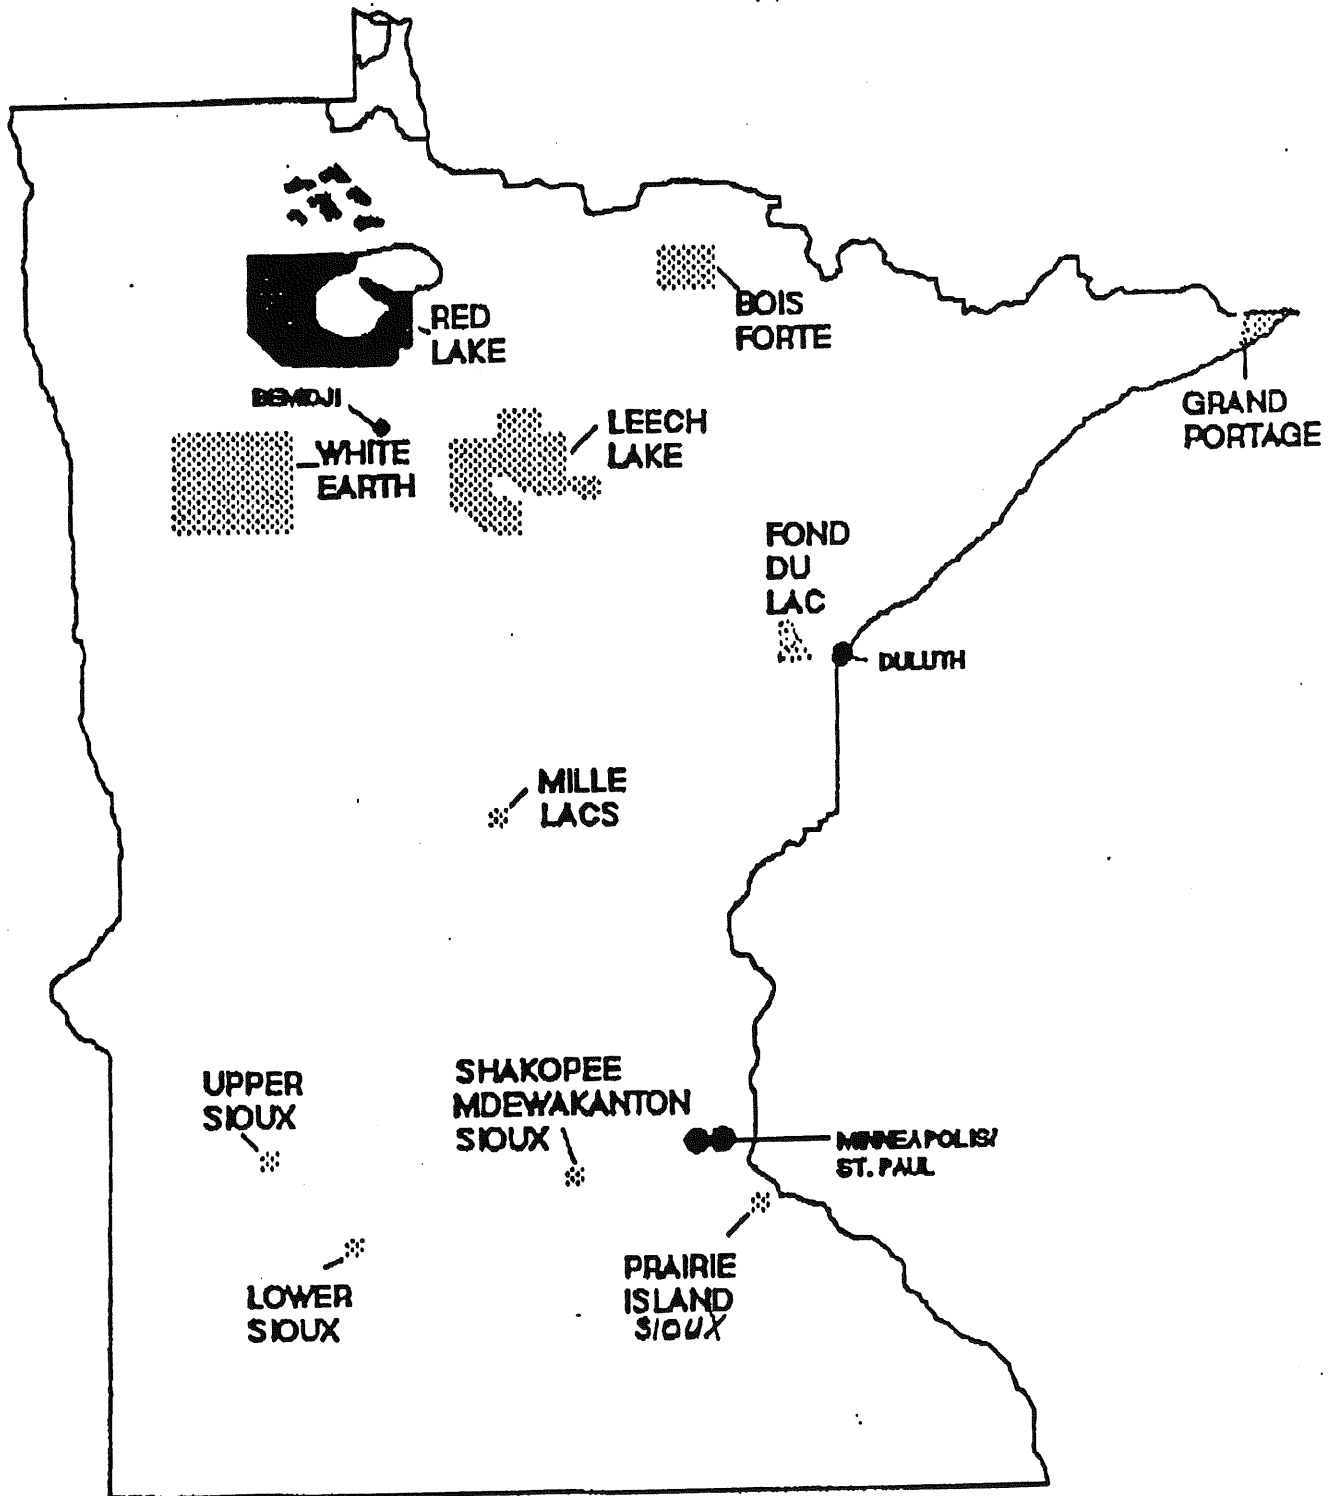 RED
LAKE
BOIS
FORTE
BEMIDJI
GRAND
PORTAGE
LEECH
LAKE
WHITE
EARTH
FOND
DU
LAC
DULUTH
MILLE
LACS
UPPER
SIOUX
SHAKOPEE
MDEWAKANTON
SIOUX
MINNEAPOLIS/
ST. PAUL
PRAIRIE
ISLAND
SIOUX
LOWER
SIOUX